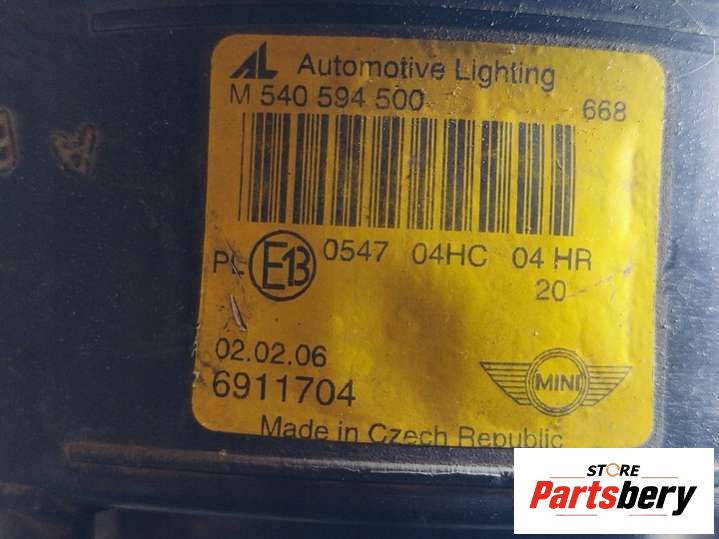 AL Automotive Lighting
M 540 594 500 668
PL E13 0547 04HC 04 HR
20
02.02.06
6911704 MINI
Made in Czech Republic
STORE
Partsbery